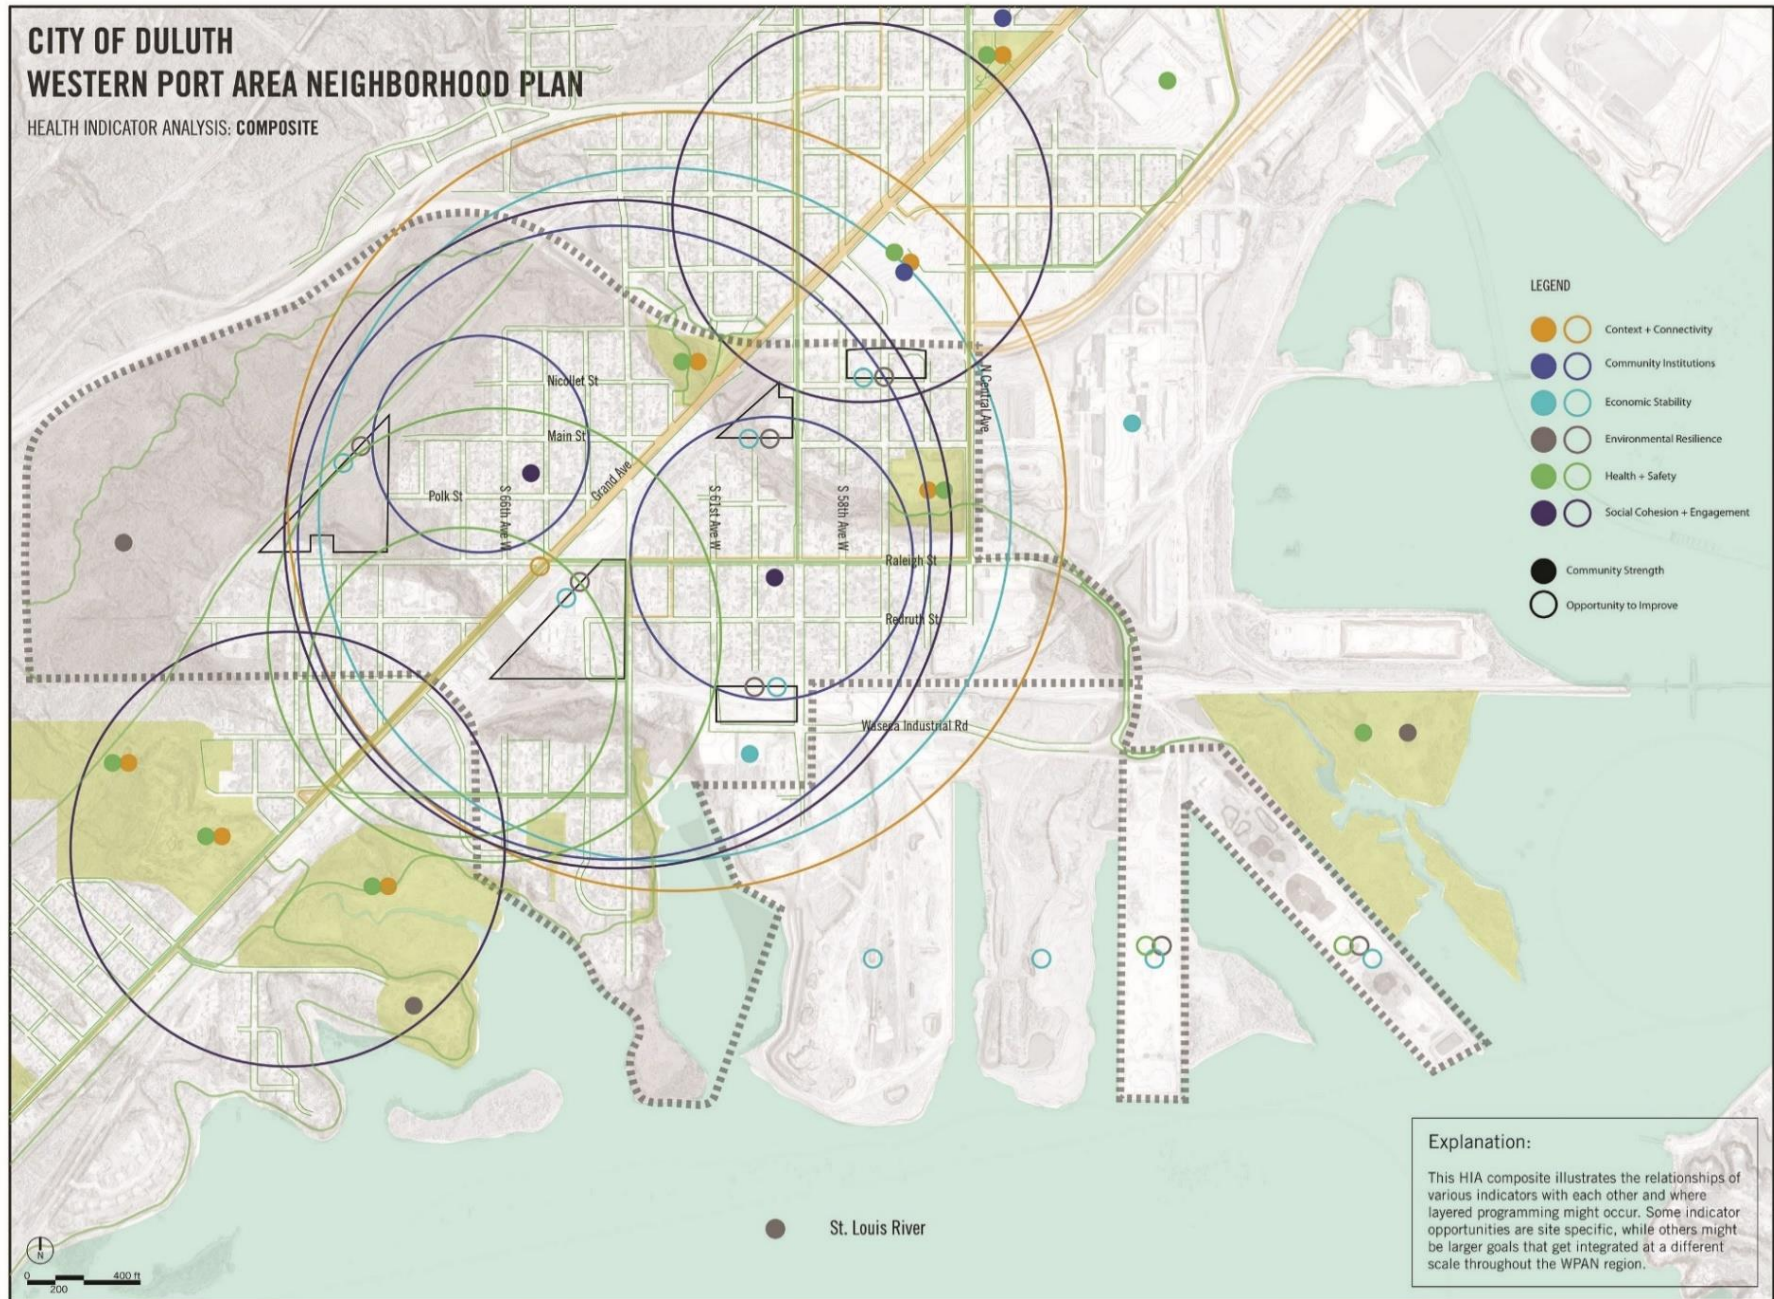 CITY OF DULUTH
WESTERN PORT AREA NEIGHBORHOOD PLAN
HEALTH INDICATOR ANALYSIS: COMPOSITE
Nicollet St
Main St
Polk St
S 66th Ave W
Grand Ave
S 61st Ave W
S 58th Ave W
N Central Ave
Raleigh St
Redruth St
Waseca Industrial Rd
LEGEND
Context + Connectivity
Community Institutions
Economic Stability
Environmental Resilience
Health + Safety
Social Cohesion + Engagement
Community Strength
Opportunity to Improve
St. Louis River
N
0 400 ft
200
Explanation:
This HIA composite illustrates the relationships of
various indicators with each other and where
layered programming might occur. Some indicator
opportunities are site specific, while others might
be larger goals that get integrated at a different
scale throughout the WPAN region.